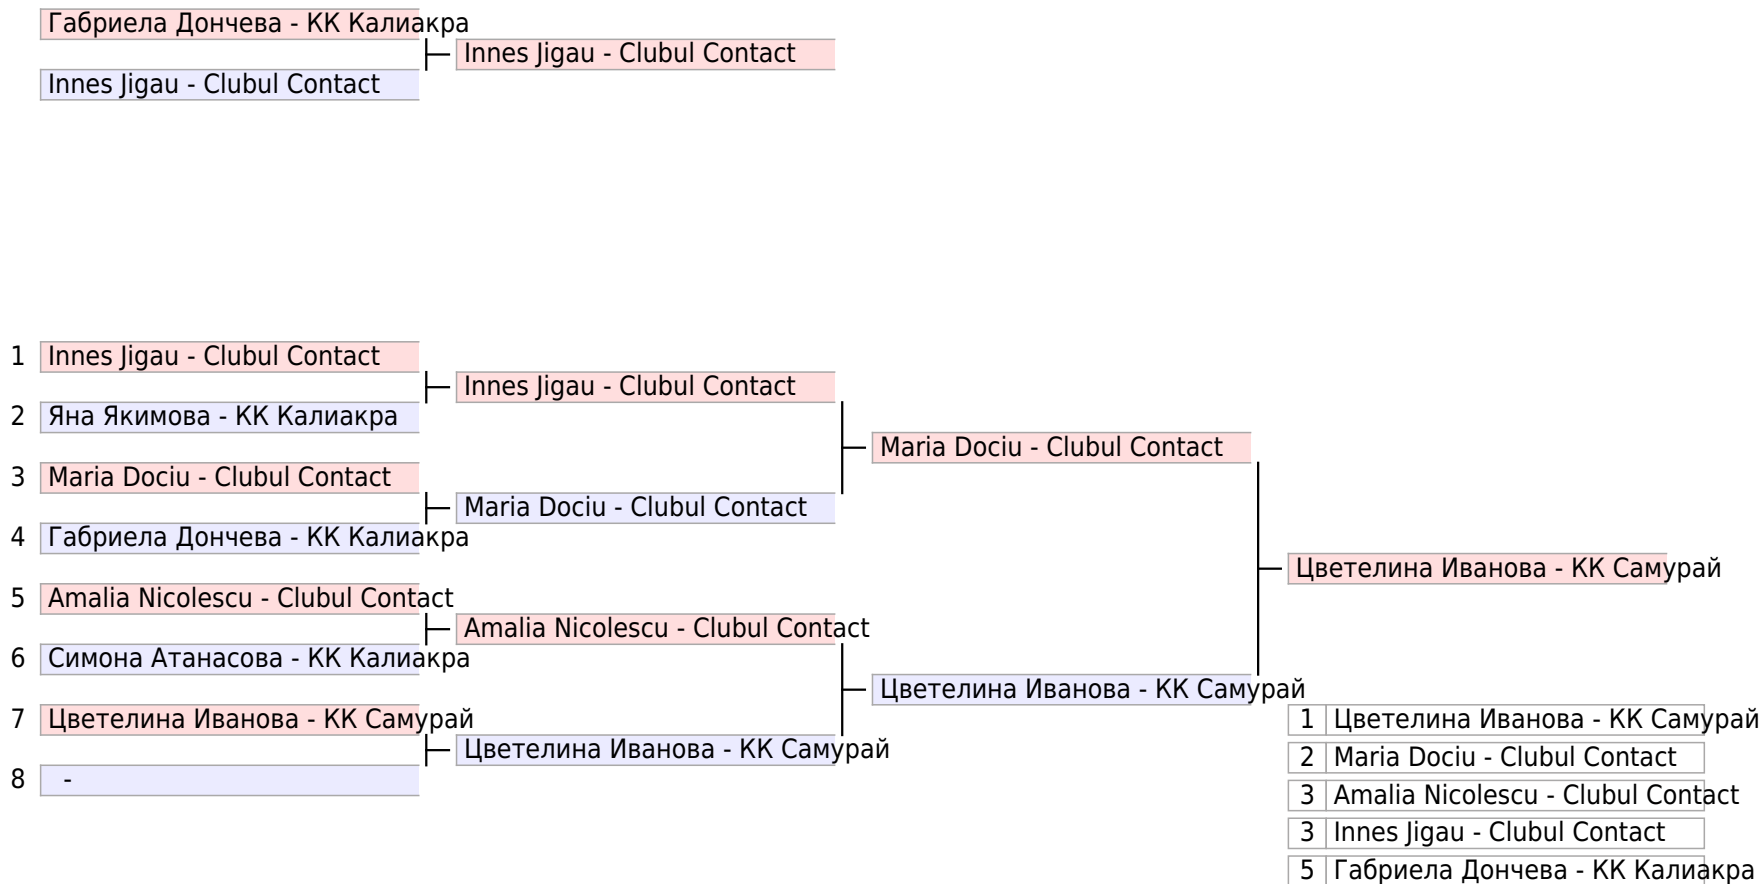 Габриела Дончева - КК Калиакра
Innes Jigau - Clubul Contact
Innes Jigau - Clubul Contact
1 Innes Jigau - Clubul Contact
Innes Jigau - Clubul Contact
2 Яна Якимова - КК Калиакра
Maria Dociu - Clubul Contact
3 Maria Dociu - Clubul Contact
Maria Dociu - Clubul Contact
4 Габриела Дончева - КК Калиакра
Цветелина Иванова - КК Самурай
5 Amalia Nicolescu - Clubul Contact
Amalia Nicolescu - Clubul Contact
6 Симона Атанасова - КК Калиакра
Цветелина Иванова - КК Самурай
7 Цветелина Иванова - КК Самурай
Цветелина Иванова - КК Самурай
8 -
1 Цветелина Иванова - КК Самурай
2 Maria Dociu - Clubul Contact
3 Amalia Nicolescu - Clubul Contact
3 Innes Jigau - Clubul Contact
5 Габриела Дончева - КК Калиакра